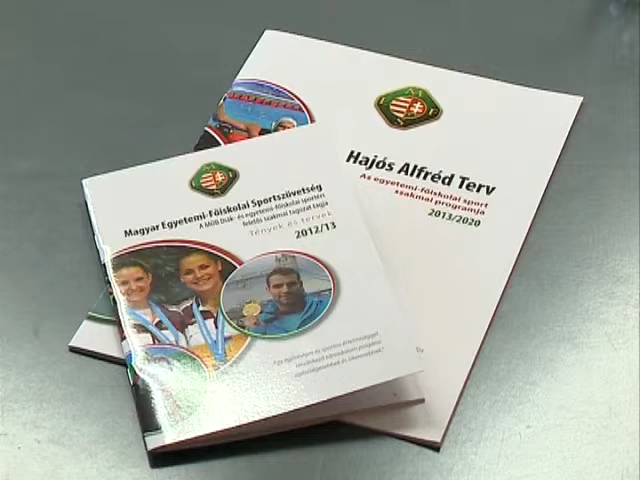 Hajós Alfréd Terv
Az egyetemi-főiskolai sport
szakmai programja
2013/2020
Magyar Egyetemi-Főiskolai Sportszövetség
A MOB Diák- és egyetemi-főiskolai sportért
felelős szakmai tagozat tagja
Tények és tervek
2012/13